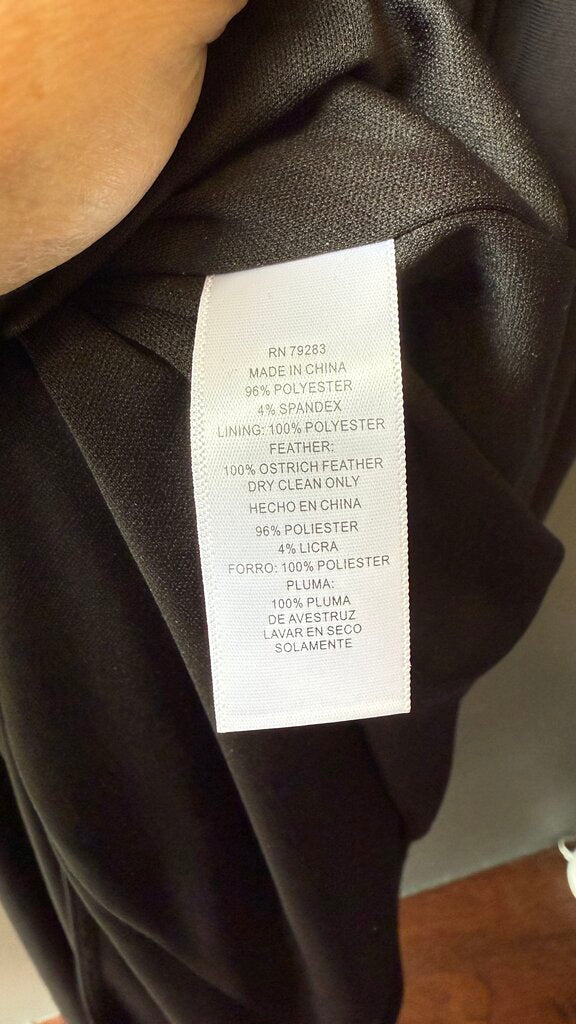 RN 79283
MADE IN CHINA
96% POLYESTER
4% SPANDEX
LINING: 100% POLYESTER
FEATHER:
100% OSTRICH FEATHER
DRY CLEAN ONLY
HECHO EN CHINA
96% POLIESTER
4% LICRA
FORRO: 100% POLIESTER
PLUMA:
100% PLUMA
DE AVESTRUZ
LAVAR EN SECO
SOLAMENTE